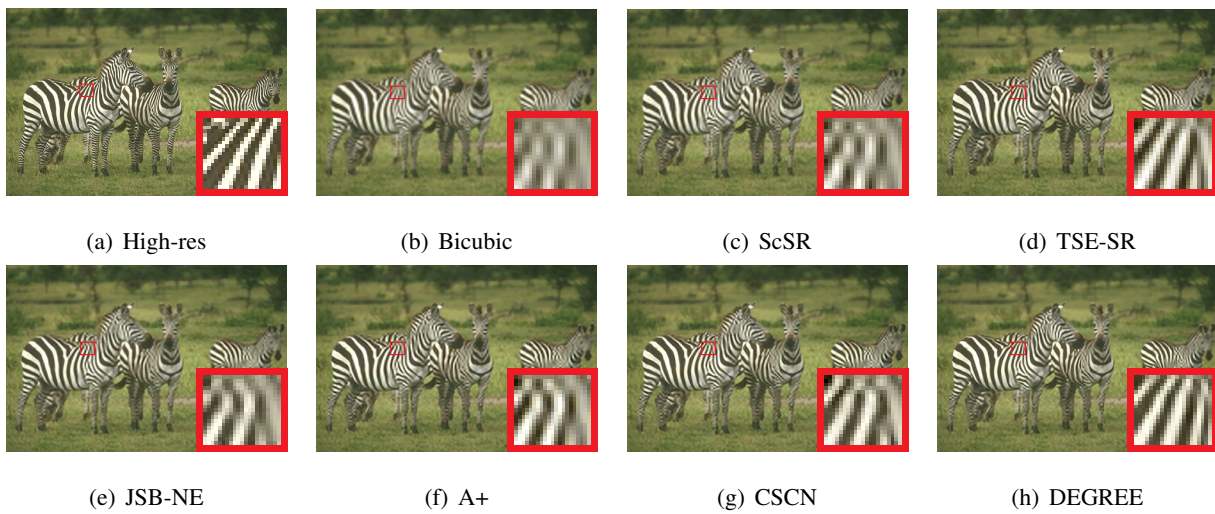 (a) High-res
(b) Bicubic
(c) ScSR
(d) TSE-SR
(e) JSB-NE
(f) A+
(g) CSCN
(h) DEGREE